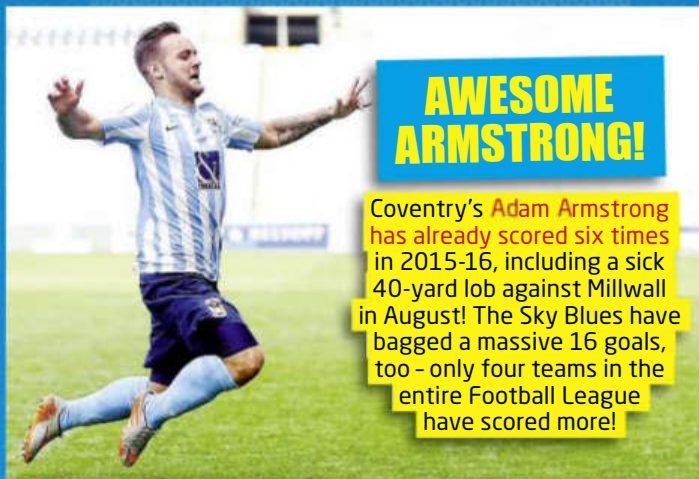 AWESOME
ARMSTRONG!
Coventry's Adam Armstrong
has already scored six times
in 2015-16, including a sick
40-yard lob against Millwall
in August! The Sky Blues have
bagged a massive 16 goals,
too – only four teams in the
entire Football League
have scored more!